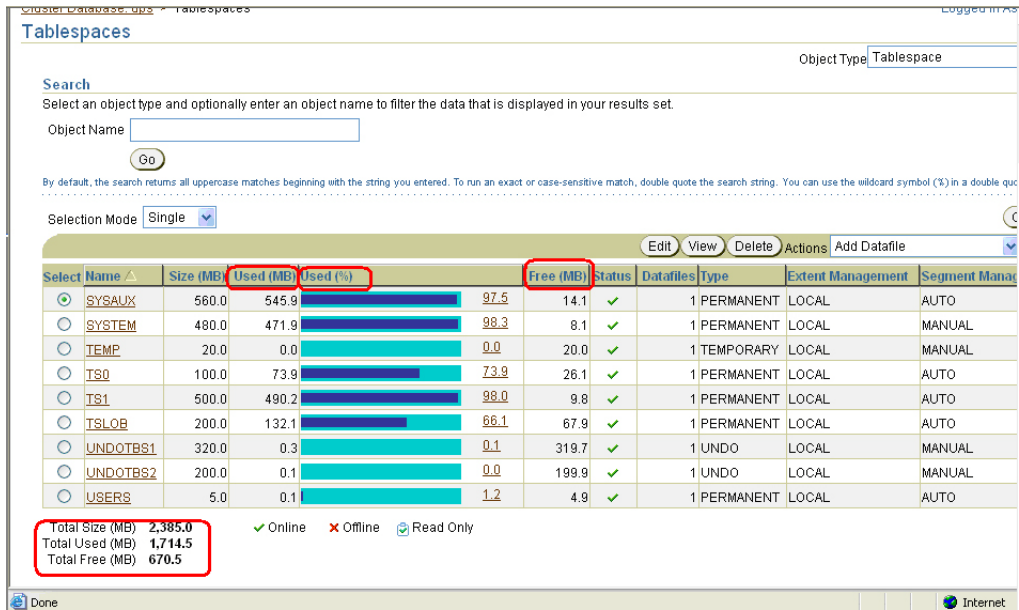 Cluster Database: dps > Tablespaces Logged in As
Tablespaces
Object Type Tablespace
Search
Select an object type and optionally enter an object name to filter the data that is displayed in your results set.
Object Name
Go
By default, the search returns all uppercase matches beginning with the string you entered. To run an exact or case-sensitive match, double quote the search string. You can use the wildcard symbol (%) in a double quo
Selection Mode Single
Edit View Delete Actions Add Datafile
Select Name Size (MB) Used (MB) Used (%) Free (MB) Status Datafiles Type Extent Management Segment Manag
SYSAUX 560.0 545.9 97.5 14.1 1 PERMANENT LOCAL AUTO
SYSTEM 480.0 471.9 98.3 8.1 1 PERMANENT LOCAL MANUAL
TEMP 20.0 0.0 0.0 20.0 1 TEMPORARY LOCAL MANUAL
TS0 100.0 73.9 73.9 26.1 1 PERMANENT LOCAL AUTO
TS1 500.0 490.2 98.0 9.8 1 PERMANENT LOCAL AUTO
TSLOB 200.0 132.1 66.1 67.9 1 PERMANENT LOCAL AUTO
UNDOTBS1 320.0 0.3 0.1 319.7 1 UNDO LOCAL MANUAL
UNDOTBS2 200.0 0.1 0.0 199.9 1 UNDO LOCAL MANUAL
USERS 5.0 0.1 1.2 4.9 1 PERMANENT LOCAL AUTO
Total Size (MB) 2,385.0 Online Offline Read Only
Total Used (MB) 1,714.5
Total Free (MB) 670.5
Done Internet